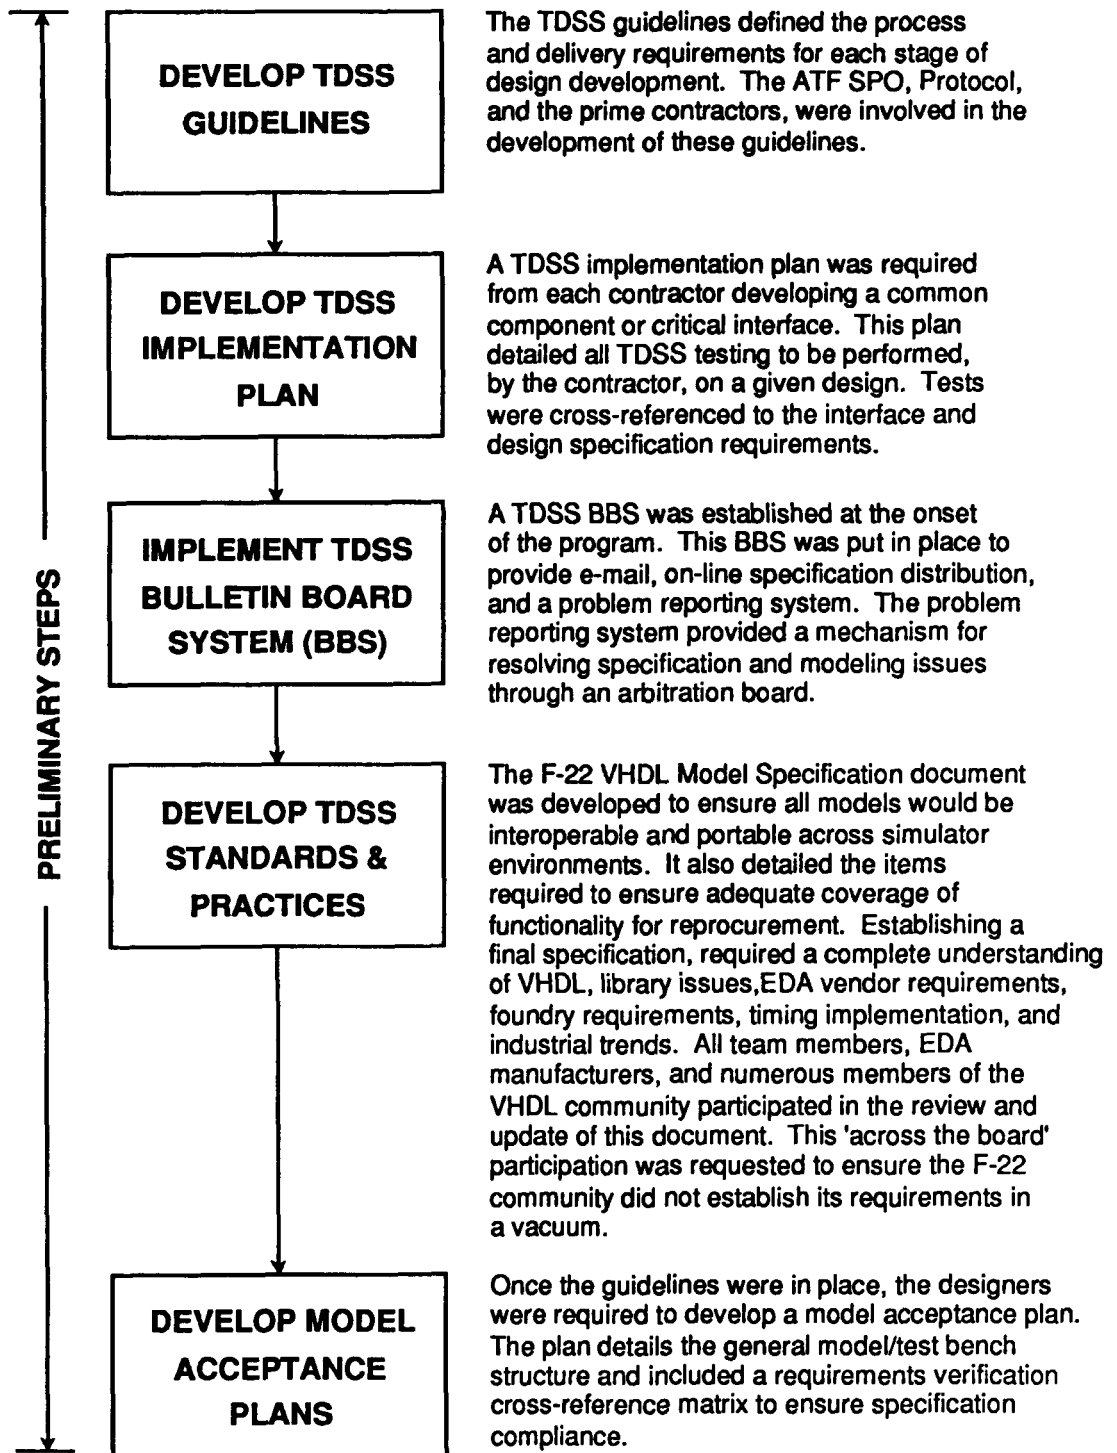 PRELIMINARY STEPS
DEVELOP TDSS
GUIDELINES
The TDSS guidelines defined the process
and delivery requirements for each stage of
design development. The ATF SPO, Protocol,
and the prime contractors, were involved in the
development of these guidelines.
DEVELOP TDSS
IMPLEMENTATION
PLAN
A TDSS implementation plan was required
from each contractor developing a common
component or critical interface. This plan
detailed all TDSS testing to be performed,
by the contractor, on a given design. Tests
were cross-referenced to the interface and
design specification requirements.
IMPLEMENT TDSS
BULLETIN BOARD
SYSTEM (BBS)
A TDSS BBS was established at the onset
of the program. This BBS was put in place to
provide e-mail, on-line specification distribution,
and a problem reporting system. The problem
reporting system provided a mechanism for
resolving specification and modeling issues
through an arbitration board.
DEVELOP TDSS
STANDARDS &
PRACTICES
The F-22 VHDL Model Specification document
was developed to ensure all models would be
interoperable and portable across simulator
environments. It also detailed the items
required to ensure adequate coverage of
functionality for reprocurement. Establishing a
final specification, required a complete understanding
of VHDL, library issues,EDA vendor requirements,
foundry requirements, timing implementation, and
industrial trends. All team members, EDA
manufacturers, and numerous members of the
VHDL community participated in the review and
update of this document. This 'across the board'
participation was requested to ensure the F-22
community did not establish its requirements in
a vacuum.
DEVELOP MODEL
ACCEPTANCE
PLANS
Once the guidelines were in place, the designers
were required to develop a model acceptance plan.
The plan details the general model/test bench
structure and included a requirements verification
cross-reference matrix to ensure specification
compliance.